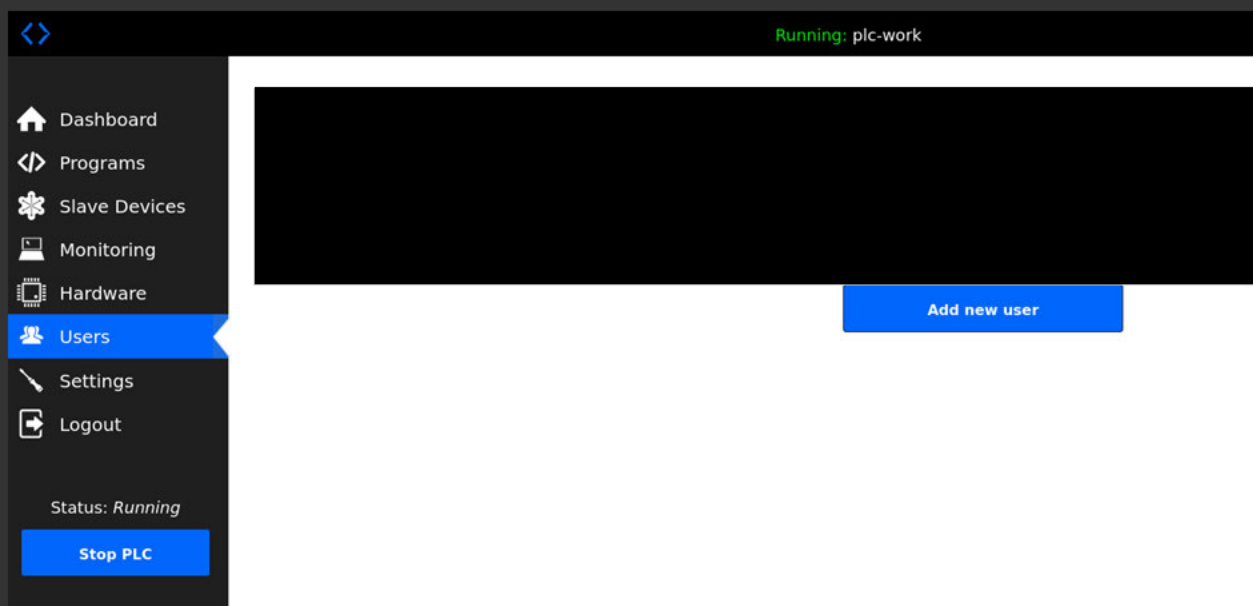 Running: plc-work
Dashboard
Programs
Slave Devices
Monitoring
Hardware
Users
Settings
Logout
Status: Running
Stop PLC
Add new user